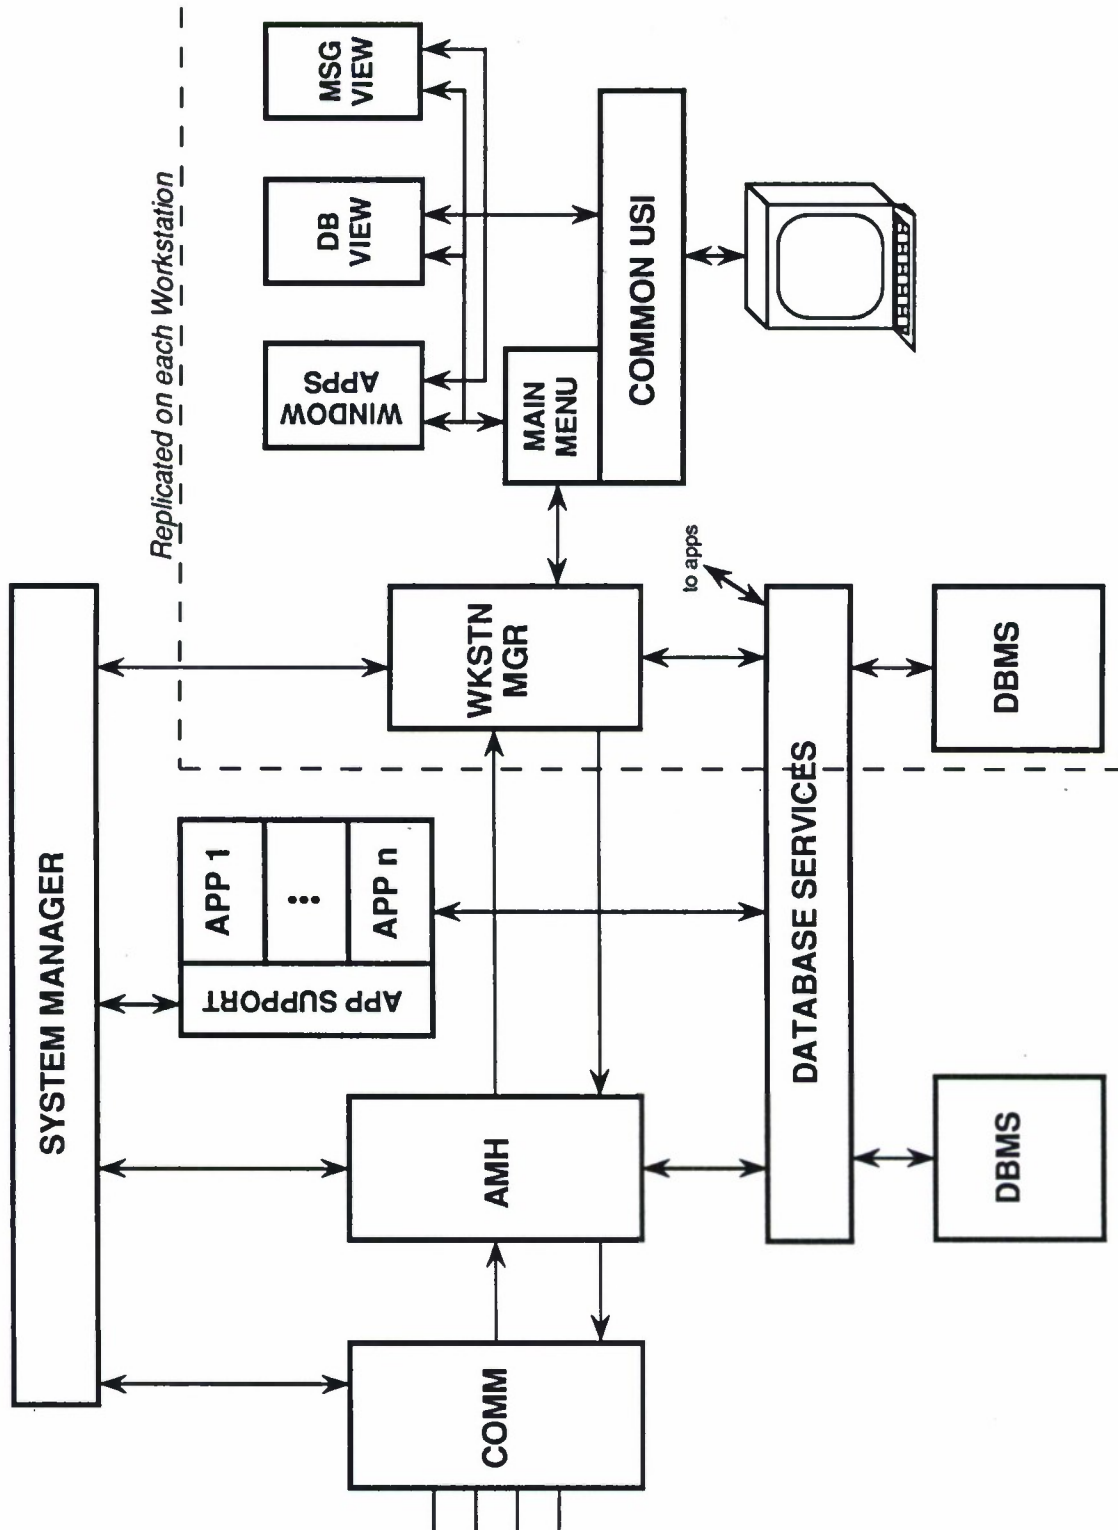 SYSTEM MANAGER
Replicated on each Workstation
COMM
AMH
APP SUPPORT
APP 1
...
APP n
WKSTN
MGR
MAIN
MENU
COMMON USI
WINDOW
APPS
DB
VIEW
MSG
VIEW
to apps
DATABASE SERVICES
DBMS
DBMS